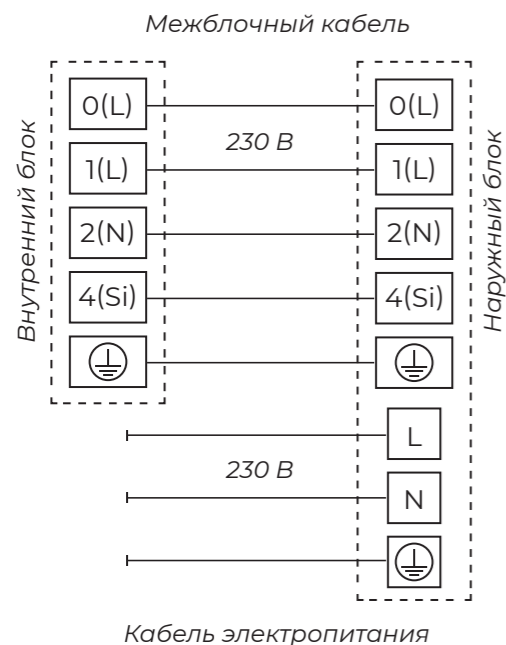 Межблочный кабель
Внутренний блок
Наружный блок
0(L)
0(L)
230 В
1(L)
1(L)
2(N)
2(N)
4(Si)
4(Si)
L
230 В
N
Кабель электропитания